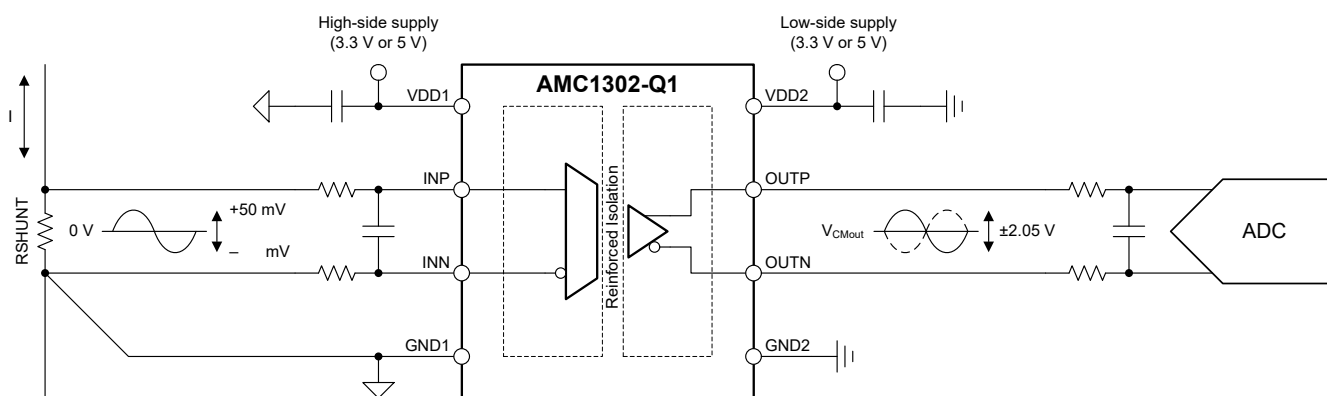 High-side supply
(3.3 V or 5 V)
Low-side supply
(3.3 V or 5 V)
AMC1302-Q1
VDD1
VDD2
I
INP
OUTP
RSHUNT
0 V
+50 mV
– mV
Reinforced Isolation
VCMout
±2.05 V
ADC
INN
OUTN
GND1
GND2